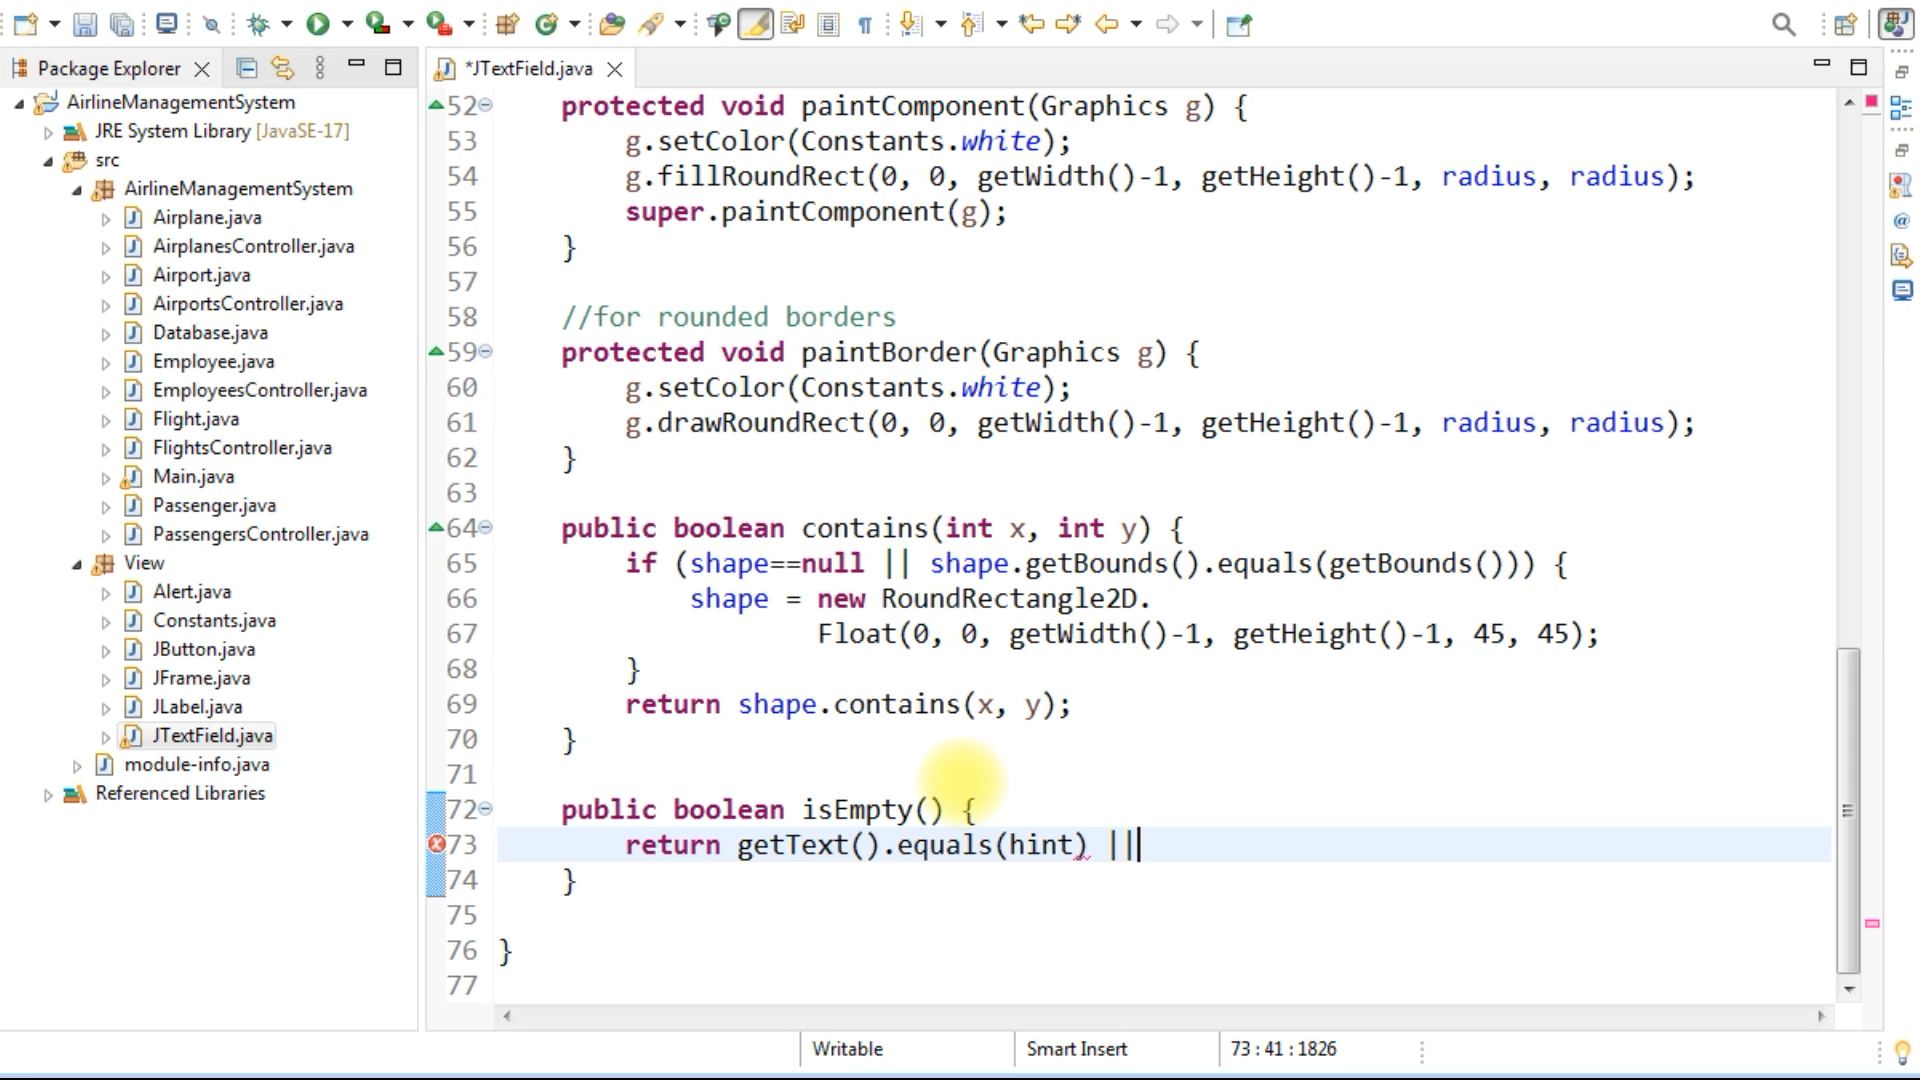 Package Explorer
*JTextField.java
AirlineManagementSystem
JRE System Library [JavaSE-17]
src
AirlineManagementSystem
Airplane.java
AirplanesController.java
Airport.java
AirportsController.java
Database.java
Employee.java
EmployeesController.java
Flight.java
FlightsController.java
Main.java
Passenger.java
PassengersController.java
View
Alert.java
Constants.java
JButton.java
JFrame.java
JLabel.java
JTextField.java
module-info.java
Referenced Libraries
52 protected void paintComponent(Graphics g) {
53 g.setColor(Constants.white);
54 g.fillRoundRect(0, 0, getWidth()-1, getHeight()-1, radius, radius);
55 super.paintComponent(g);
56 }
57
58 //for rounded borders
59 protected void paintBorder(Graphics g) {
60 g.setColor(Constants.white);
61 g.drawRoundRect(0, 0, getWidth()-1, getHeight()-1, radius, radius);
62 }
63
64 public boolean contains(int x, int y) {
65 if (shape==null || shape.getBounds().equals(getBounds())) {
66 shape = new RoundRectangle2D.
67 Float(0, 0, getWidth()-1, getHeight()-1, 45, 45);
68 }
69 return shape.contains(x, y);
70 }
71
72 public boolean isEmpty() {
73 return getText().equals(hint) ||
74 }
75
76 }
77
Writable
Smart Insert
73 : 41 : 1826